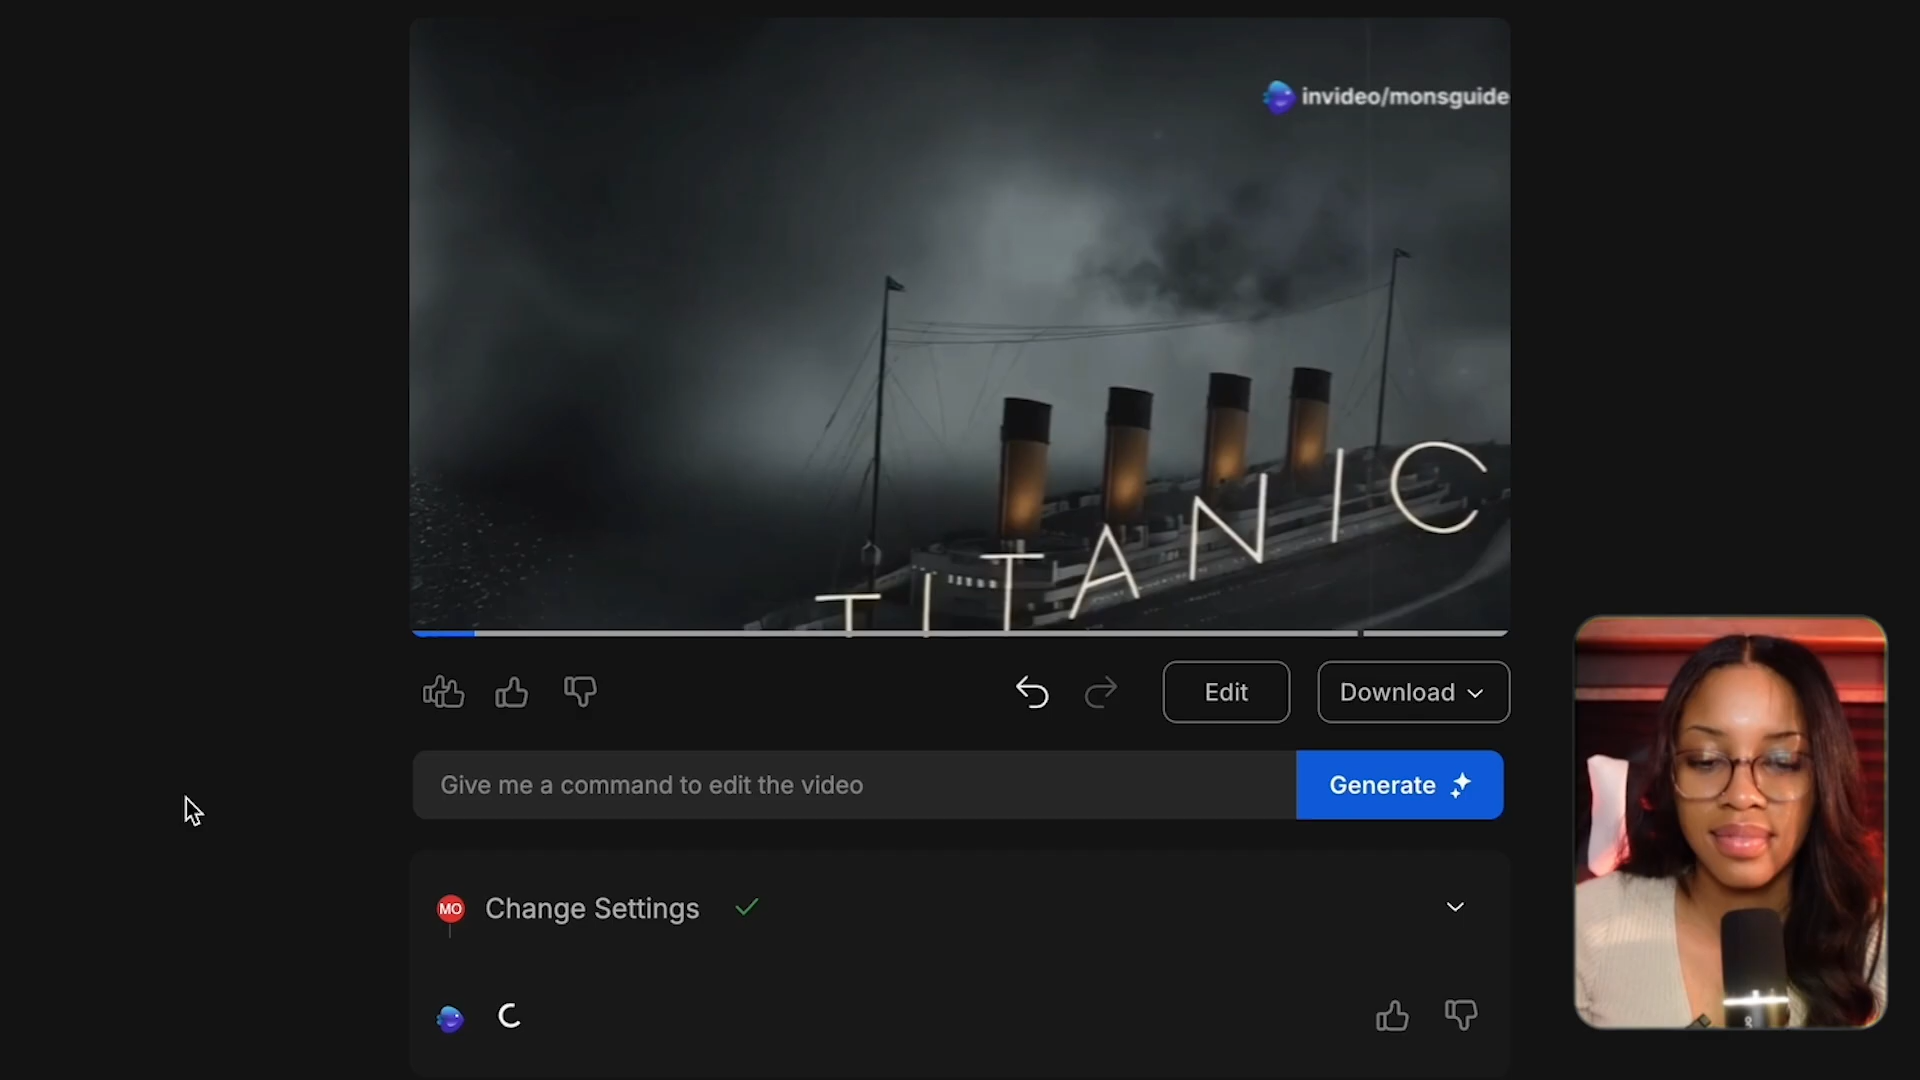 invideo/monsguide
TITANIC
Edit
Download
Give me a command to edit the video
Generate
MO
Change Settings